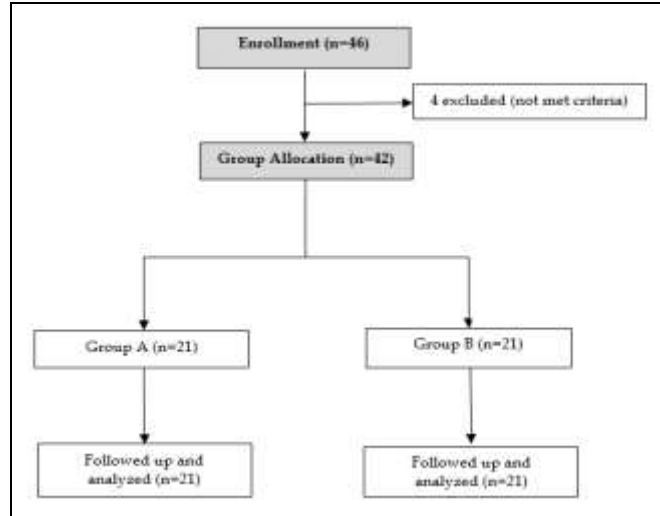 Enrollment (n=46)
4 excluded (not met criteria)
Group Allocation (n=42)
Group A (n=21)
Group B (n=21)
Followed up and
analyzed (n=21)
Followed up and
analyzed (n=21)